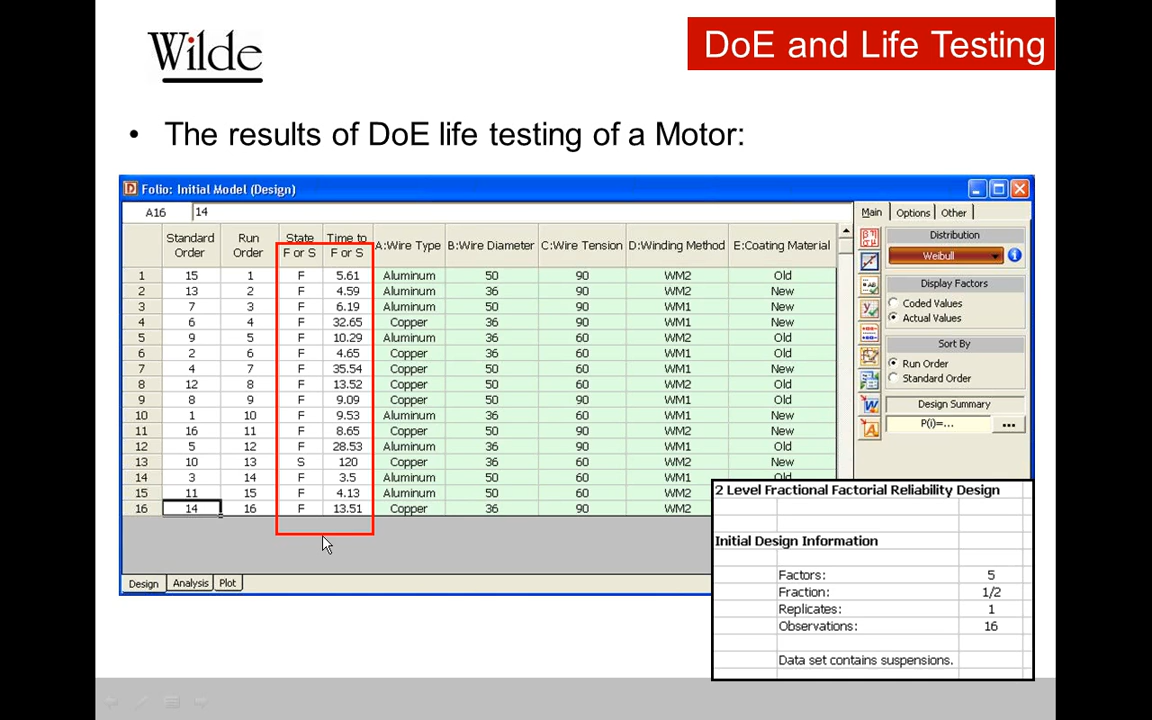 Wilde
DoE and Life Testing
• The results of DoE life testing of a Motor:
Folio: Initial Model (Design)
A16 14
Main Options Other
Standard Order Run Order State F or S Time to F or S A:Wire Type B:Wire Diameter C:Wire Tension D:Winding Method E:Coating Material
1 15 1 F 5.61 Aluminum 50 90 WM2 Old
2 13 2 F 4.59 Aluminum 36 90 WM2 New
3 7 3 F 6.19 Aluminum 50 90 WM1 New
4 6 4 F 32.65 Copper 36 90 WM1 New
5 9 5 F 10.29 Aluminum 36 60 WM2 Old
6 2 6 F 4.65 Copper 36 60 WM1 Old
7 4 7 F 35.54 Copper 50 60 WM1 New
8 12 8 F 13.52 Copper 50 60 WM2 Old
9 8 9 F 9.09 Copper 50 90 WM1 Old
10 1 10 F 9.53 Aluminum 36 60 WM1 New
11 16 11 F 8.65 Copper 50 90 WM2 New
12 5 12 F 28.53 Aluminum 36 90 WM1 Old
13 10 13 S 120 Copper 36 60 WM2 New
14 3 14 F 3.5 Aluminum 50 60 WM1 Old
15 11 15 F 4.13 Aluminum 50 60 WM2
16 14 16 F 13.51 Copper 36 90 WM2
Design Analysis Plot
Distribution
Weibull
Display Factors
Coded Values
Actual Values
Sort By
Run Order
Standard Order
Design Summary
P(i)=... ...
2 Level Fractional Factorial Reliability Design
Initial Design Information
Factors: 5
Fraction: 1/2
Replicates: 1
Observations: 16
Data set contains suspensions.